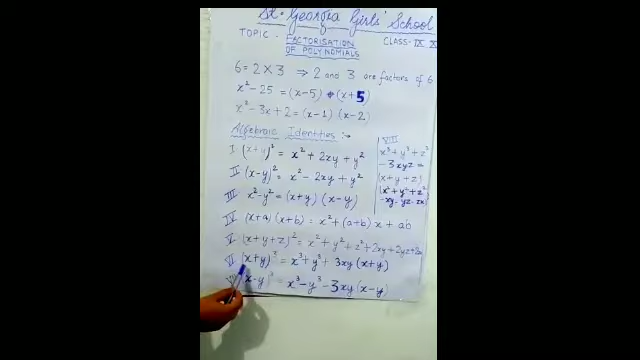 St. Georgia Girls' School
TOPIC - FACTORISATION CLASS- IX
OF POLYNOMIALS
6 = 2 × 3 ⇒ 2 and 3 are factors of 6
x² - 25 = (x-5) (x+5)
x² - 3x + 2 = (x-1) (x-2)
Algebraic Identities :-
I (x+y)² = x² + 2xy + y²
II (x-y)² = x² - 2xy + y²
III x² - y² = (x+y) (x-y)
IV (x+a) (x+b) = x² + (a+b) x + ab
V (x+y+z)² = x² + y² + z² + 2xy + 2yz + 2zx
VI (x+y)³ = x³ + y³ + 3xy (x+y)
VII (x-y)³ = x³ - y³ - 3xy (x-y)
VIII
x³ + y³ + z³
- 3xyz =
(x+y+z)
(x² + y² + z²
-xy - yz - zx)